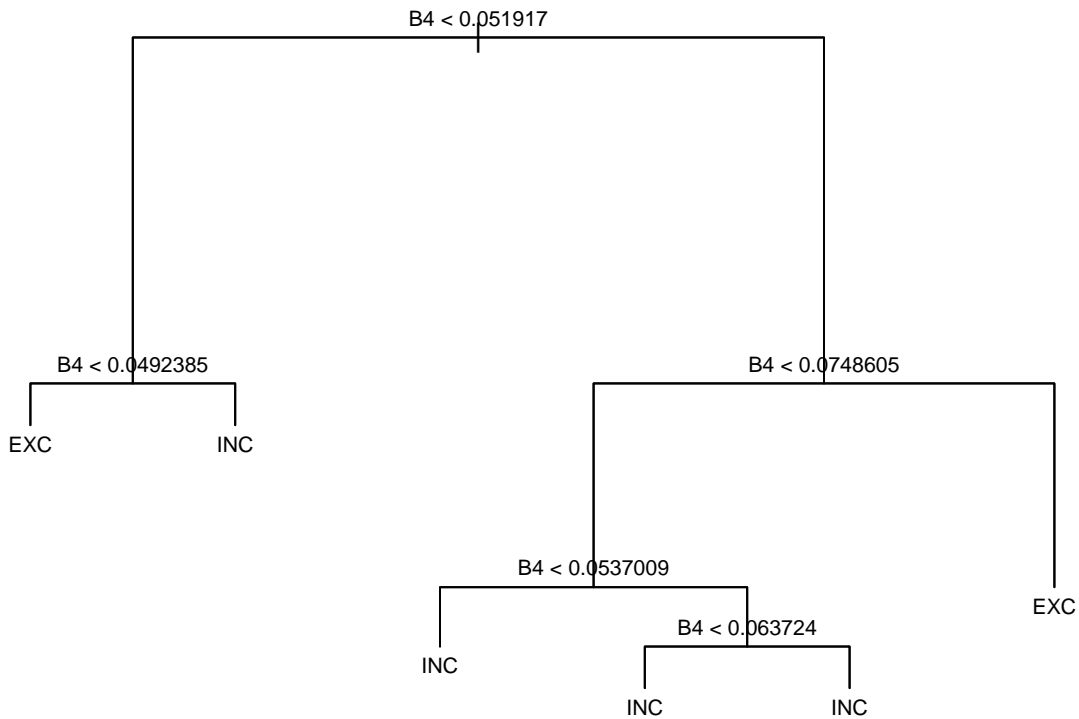 B4 < 0.051917
B4 < 0.0492385
B4 < 0.0748605
EXC
INC
B4 < 0.0537009
EXC
B4 < 0.063724
INC
INC
INC